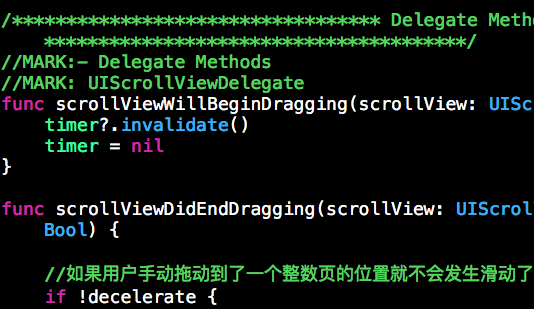 /********************************** Delegate Meth
***************************************/
//MARK:- Delegate Methods
//MARK: UIScrollViewDelegate
func scrollViewWillBeginDragging(scrollView: UISc
timer?.invalidate()
timer = nil
}
func scrollViewDidEndDragging(scrollView: UIScrol
Bool) {
//如果用户手动拖动到了一个整数页的位置就不会发生滑动了
if !decelerate {